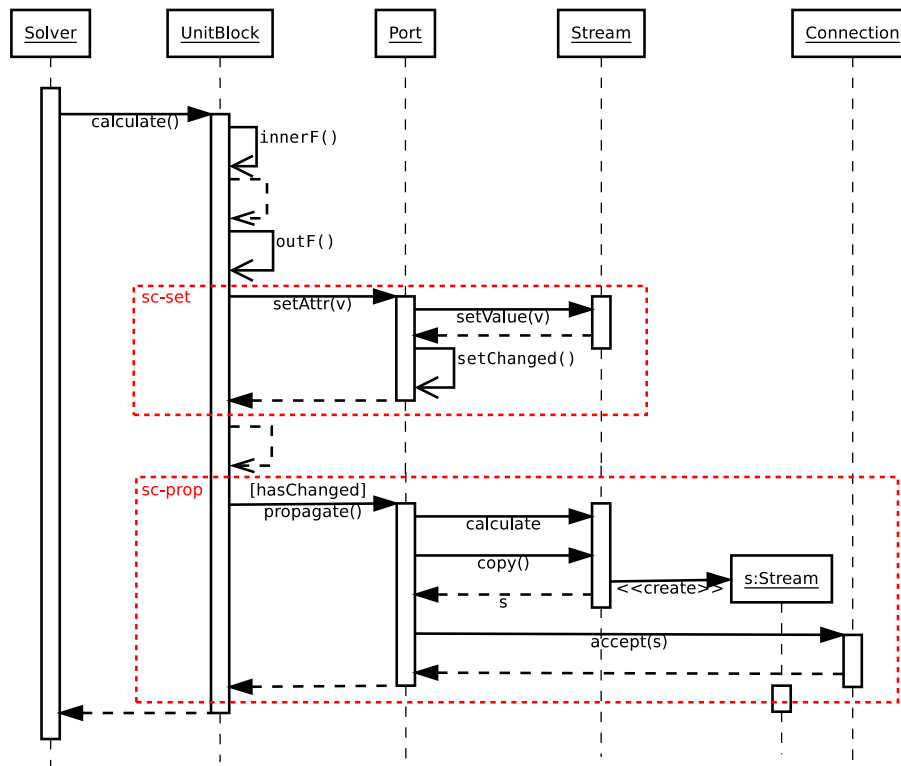 Solver
UnitBlock
Port
Stream
Connection
calculate()
innerF()
outF()
sc-set
setAttr(v)
setValue(v)
setChanged()
sc-prop
[hasChanged]
propagate()
calculate
copy()
<<create>>
s:Stream
s
accept(s)